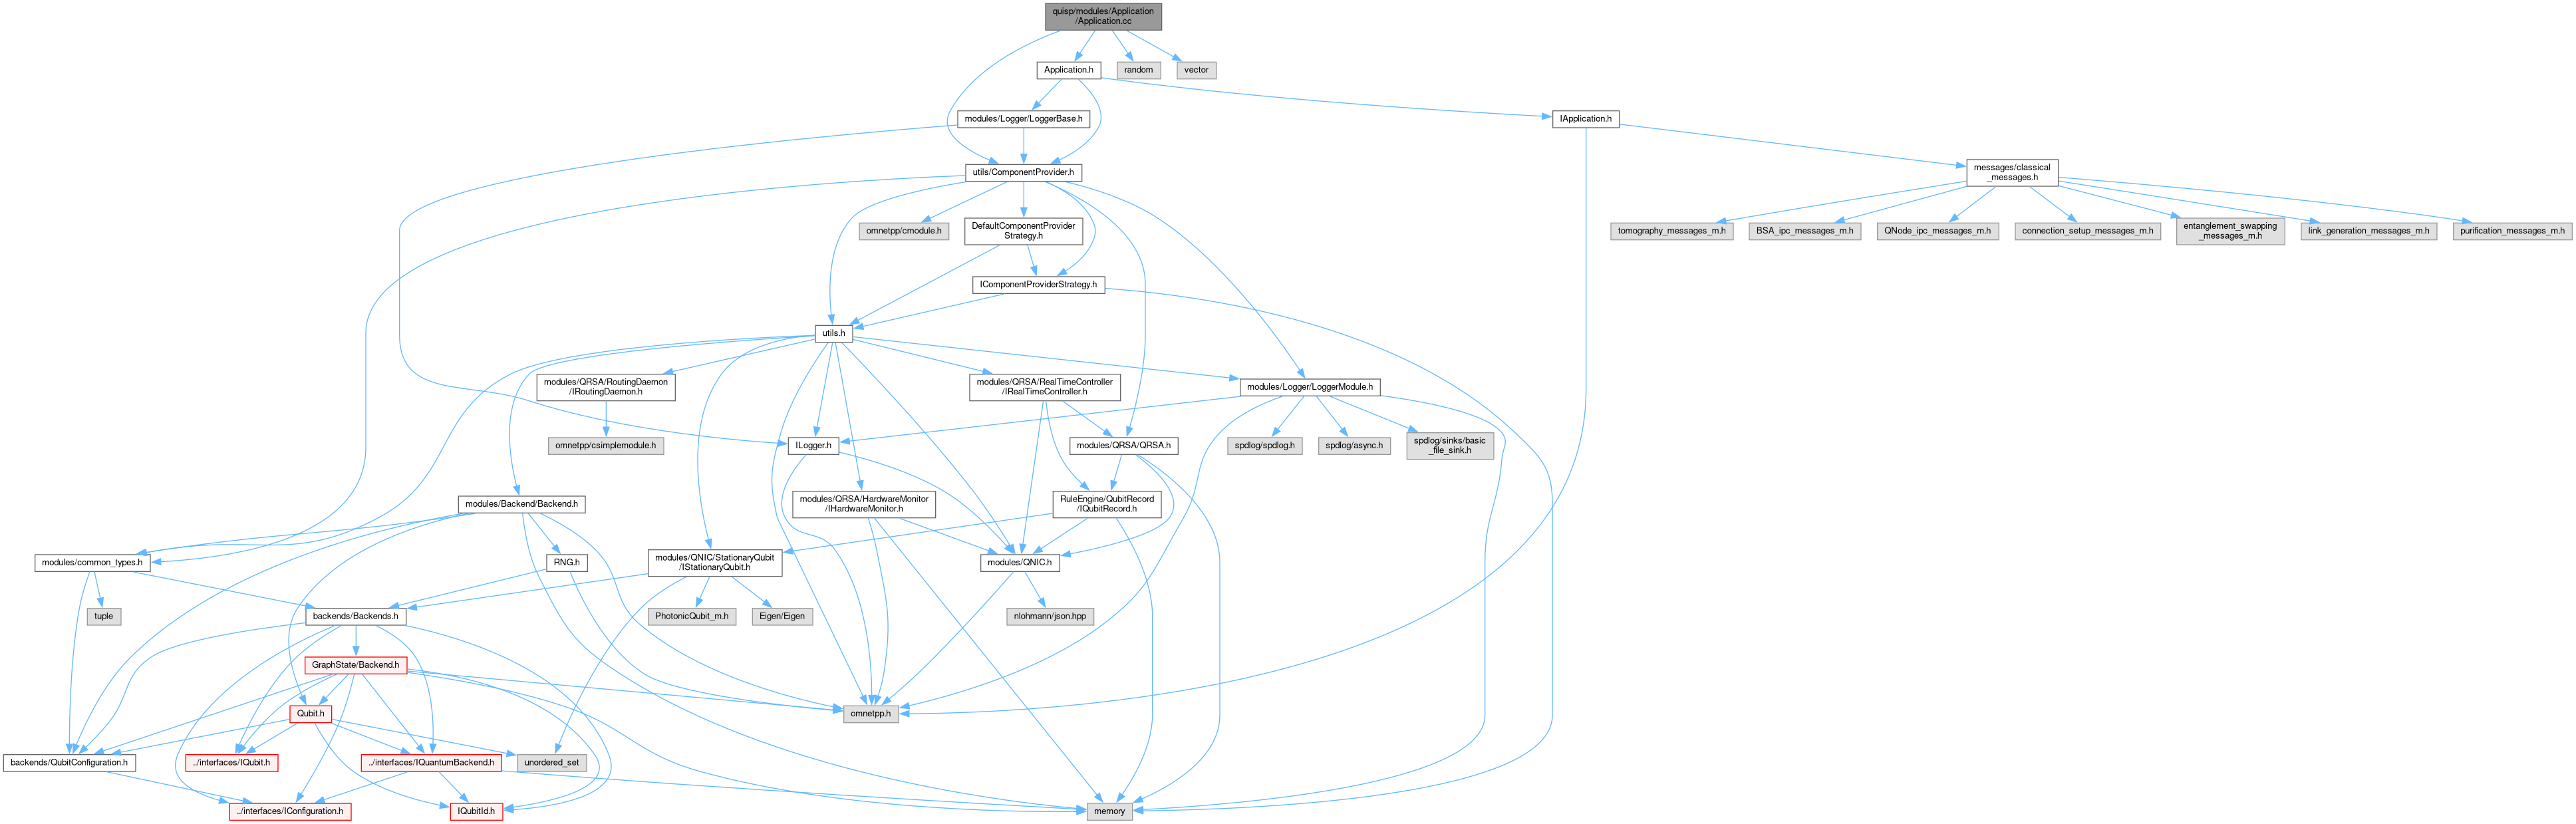 quisp/modules/Application
/Application.cc
Application.h
random
vector
modules/Logger/LoggerBase.h
IApplication.h
utils/ComponentProvider.h
messages/classical
_messages.h
omnetpp/cmodule.h
DefaultComponentProvider
Strategy.h
tomography_messages_m.h
BSA_ipc_messages_m.h
QNode_ipc_messages_m.h
connection_setup_messages_m.h
entanglement_swapping
_messages_m.h
link_generation_messages_m.h
purification_messages_m.h
IComponentProviderStrategy.h
utils.h
modules/QRSA/RoutingDaemon
/IRoutingDaemon.h
modules/QRSA/RealTimeController
/IRealTimeController.h
modules/Logger/LoggerModule.h
omnetpp/csimplemodule.h
ILogger.h
modules/QRSA/QRSA.h
spdlog/spdlog.h
spdlog/async.h
spdlog/sinks/basic
_file_sink.h
modules/Backend/Backend.h
modules/QRSA/HardwareMonitor
/IHardwareMonitor.h
RuleEngine/QubitRecord
/IQubitRecord.h
modules/common_types.h
RNG.h
modules/QNIC/StationaryQubit
/IStationaryQubit.h
modules/QNIC.h
tuple
backends/Backends.h
PhotonicQubit_m.h
Eigen/Eigen
nlohmann/json.hpp
GraphState/Backend.h
Qubit.h
omnetpp.h
backends/QubitConfiguration.h
../interfaces/IQubit.h
../interfaces/IQuantumBackend.h
unordered_set
../interfaces/IConfiguration.h
IQubitId.h
memory